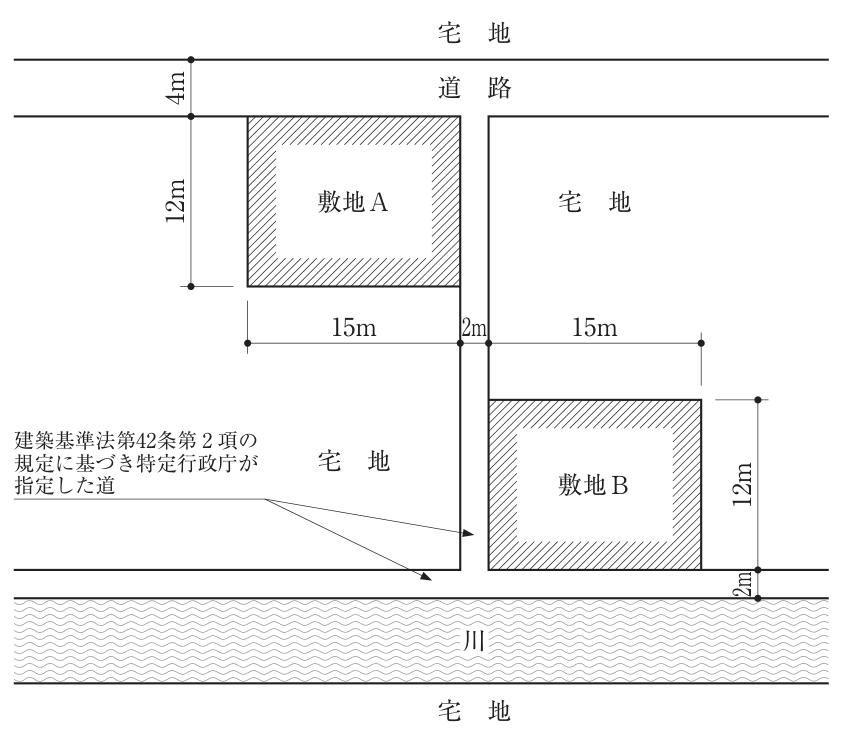 宅 地
道 路
4m
12m
敷地A
宅 地
15m
2m
15m
建築基準法第42条第2項の
規定に基づき特定行政庁が
指定した道
宅 地
敷地B
12m
2m
川
宅 地